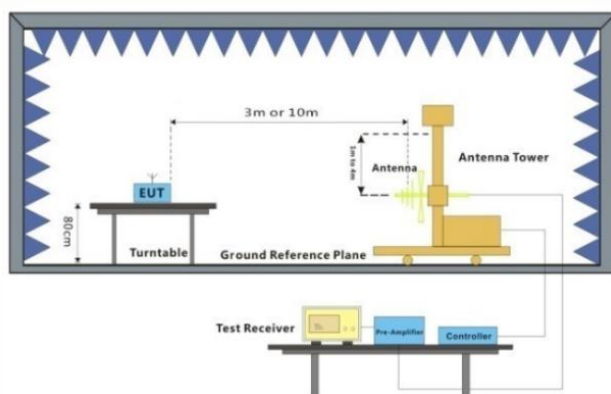 3m or 10m
1m to 4m
Antenna
Antenna Tower
EUT
80cm
Turntable
Ground Reference Plane
Test Receiver
Pre-Amplifier
Controller